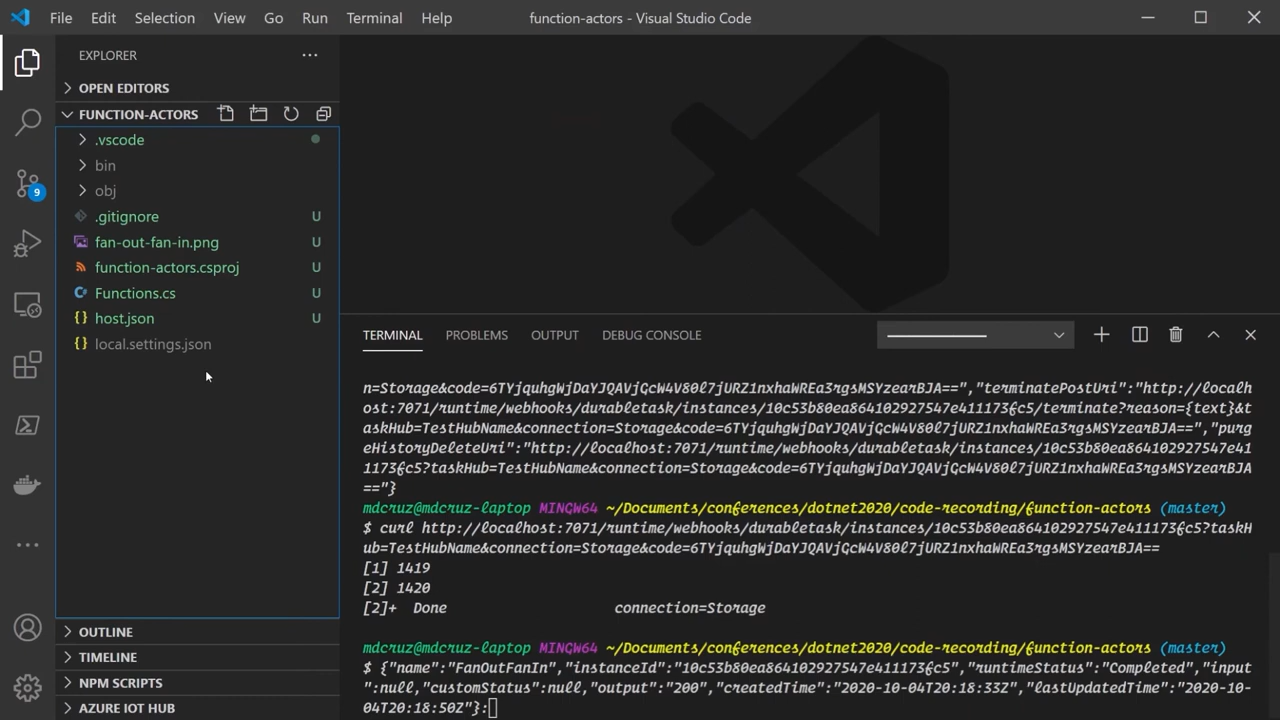 File Edit Selection View Go Run Terminal Help function-actors - Visual Studio Code
EXPLORER
OPEN EDITORS
FUNCTION-ACTORS
.vscode
bin
obj
.gitignore U
fan-out-fan-in.png U
function-actors.csproj U
Functions.cs U
host.json U
local.settings.json
9
OUTLINE
TIMELINE
NPM SCRIPTS
AZURE IOT HUB
TERMINAL PROBLEMS OUTPUT DEBUG CONSOLE
n=Storage&code=6TYjquhgWjDaYJQAVjGcW4V80l7jURZ1nxhaWREa3rgsMSYzearBJA==","terminatePostUri":"http://localh
ost:7071/runtime/webhooks/durabletask/instances/10c53b80ea864102927547e411173fc5/terminate?reason={text}&t
askHub=TestHubName&connection=Storage&code=6TYjquhgWjDaYJQAVjGcW4V80l7jURZ1nxhaWREa3rgsMSYzearBJA==","purg
eHistoryDeleteUri":"http://localhost:7071/runtime/webhooks/durabletask/instances/10c53b80ea864102927547e41
1173fc5?taskHub=TestHubName&connection=Storage&code=6TYjquhgWjDaYJQAVjGcW4V80l7jURZ1nxhaWREa3rgsMSYzearBJA
=="}
mdcruz@mdcruz-laptop MINGW64 ~/Documents/conferences/dotnet2020/code-recording/function-actors (master)
$ curl http://localhost:7071/runtime/webhooks/durabletask/instances/10c53b80ea864102927547e411173fc5?taskH
ub=TestHubName&connection=Storage&code=6TYjquhgWjDaYJQAVjGcW4V80l7jURZ1nxhaWREa3rgsMSYzearBJA==
[1] 1419
[2] 1420
[2]+ Done connection=Storage
mdcruz@mdcruz-laptop MINGW64 ~/Documents/conferences/dotnet2020/code-recording/function-actors (master)
$ {"name":"FanOutFanIn","instanceId":"10c53b80ea864102927547e411173fc5","runtimeStatus":"Completed","input
":null,"customStatus":null,"output":"200","createdTime":"2020-10-04T20:18:33Z","lastUpdatedTime":"2020-10-
04T20:18:50Z"}: